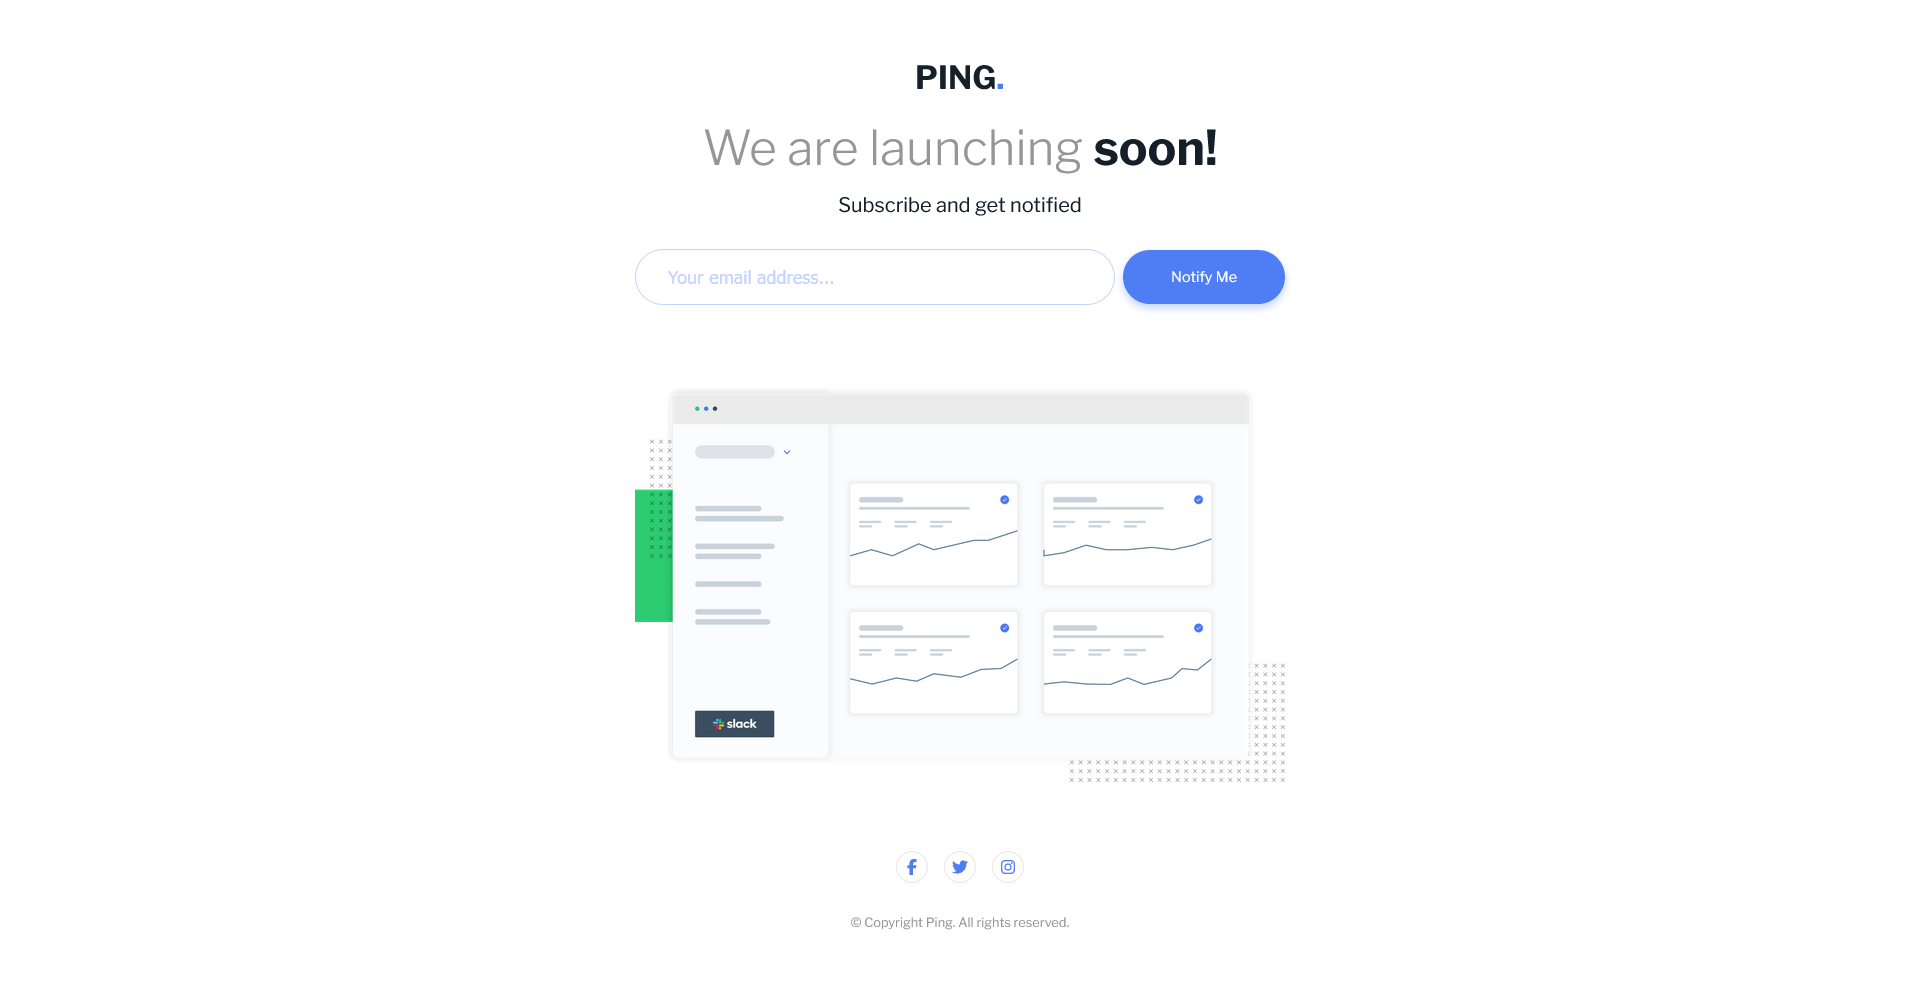 PING.
We are launching soon!
Subscribe and get notified
Your email address...
Notify Me
slack
© Copyright Ping. All rights reserved.